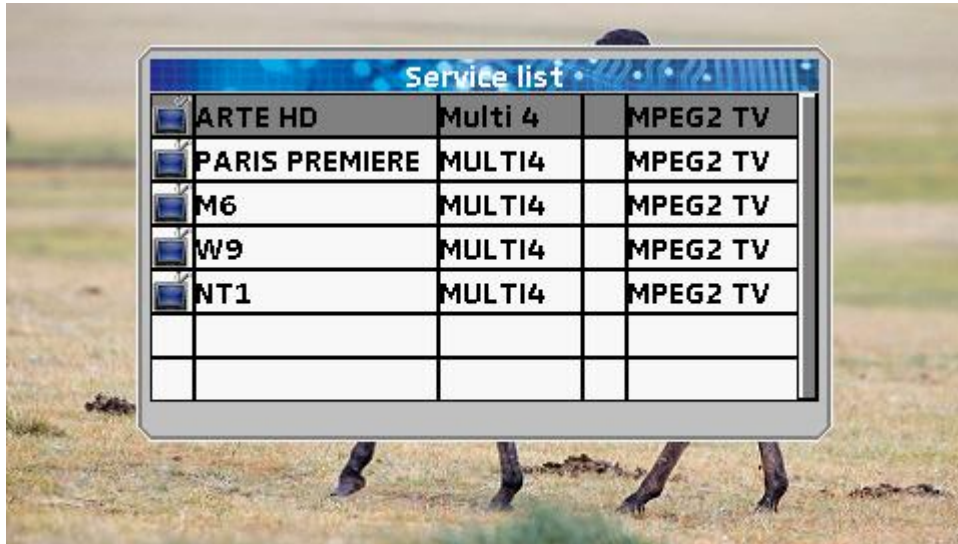 Service list
ARTE HD Multi 4 MPEG2 TV
PARIS PREMIERE MULTI4 MPEG2 TV
M6 MULTI4 MPEG2 TV
W9 MULTI4 MPEG2 TV
NT1 MULTI4 MPEG2 TV